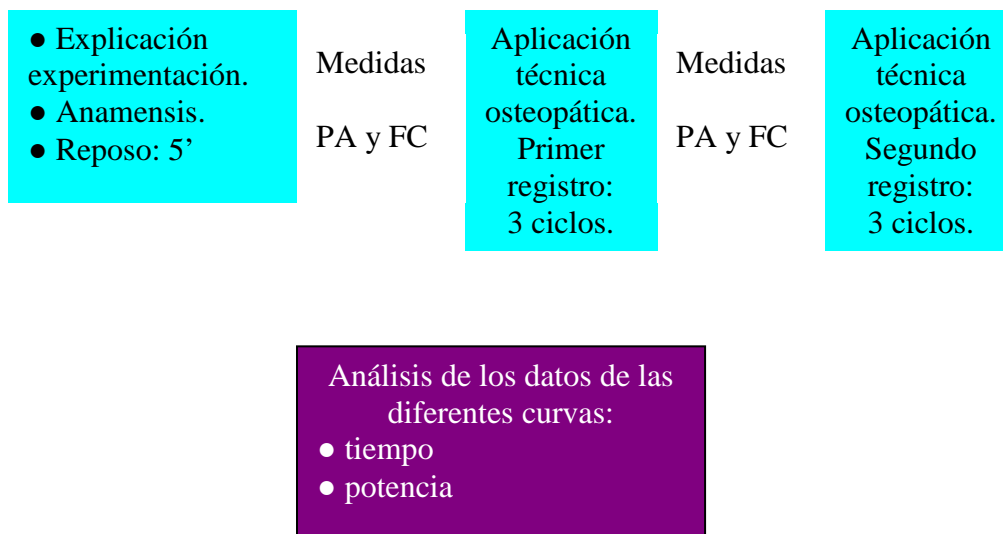 ● Explicación
experimentación.
● Anamensis.
● Reposo: 5’
Medidas
PA y FC
Aplicación
técnica
osteopática.
Primer
registro:
3 ciclos.
Medidas
PA y FC
Aplicación
técnica
osteopática.
Segundo
registro:
3 ciclos.
Análisis de los datos de las
diferentes curvas:
● tiempo
● potencia